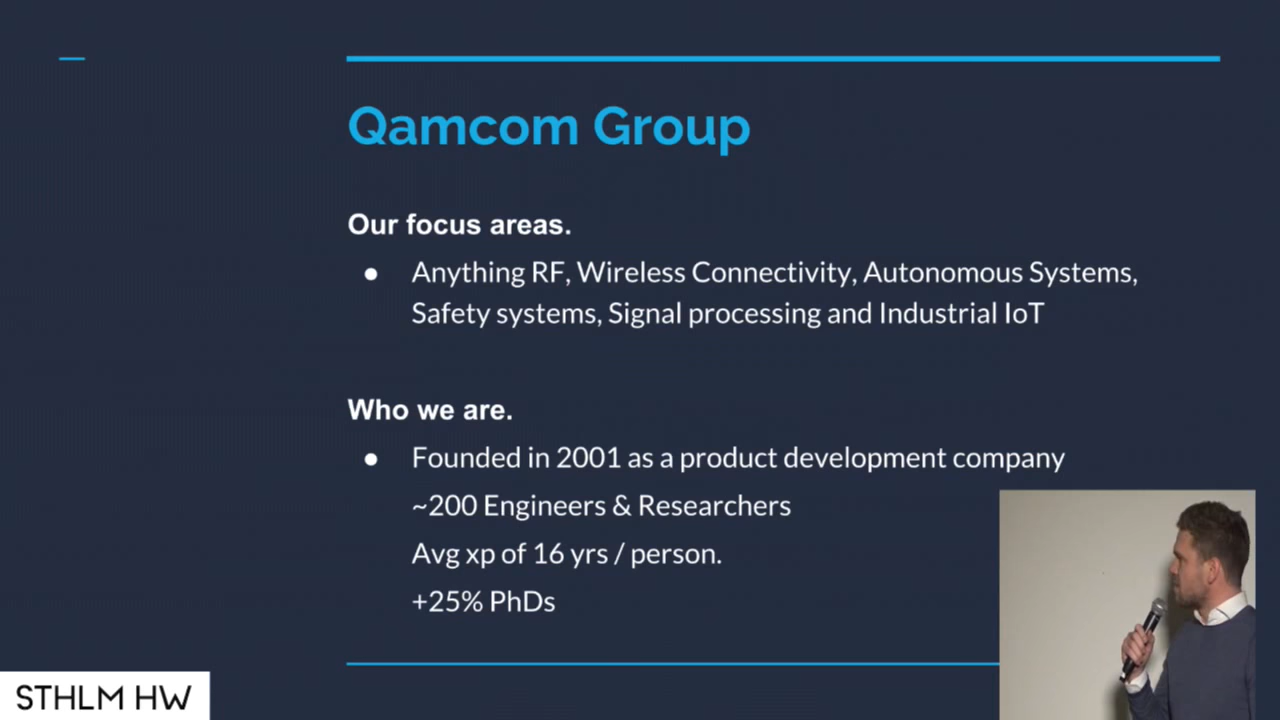 Qamcom Group
Our focus areas.
● Anything RF, Wireless Connectivity, Autonomous Systems,
Safety systems, Signal processing and Industrial IoT
Who we are.
● Founded in 2001 as a product development company
~200 Engineers & Researchers
Avg xp of 16 yrs / person.
+25% PhDs
STHLM HW